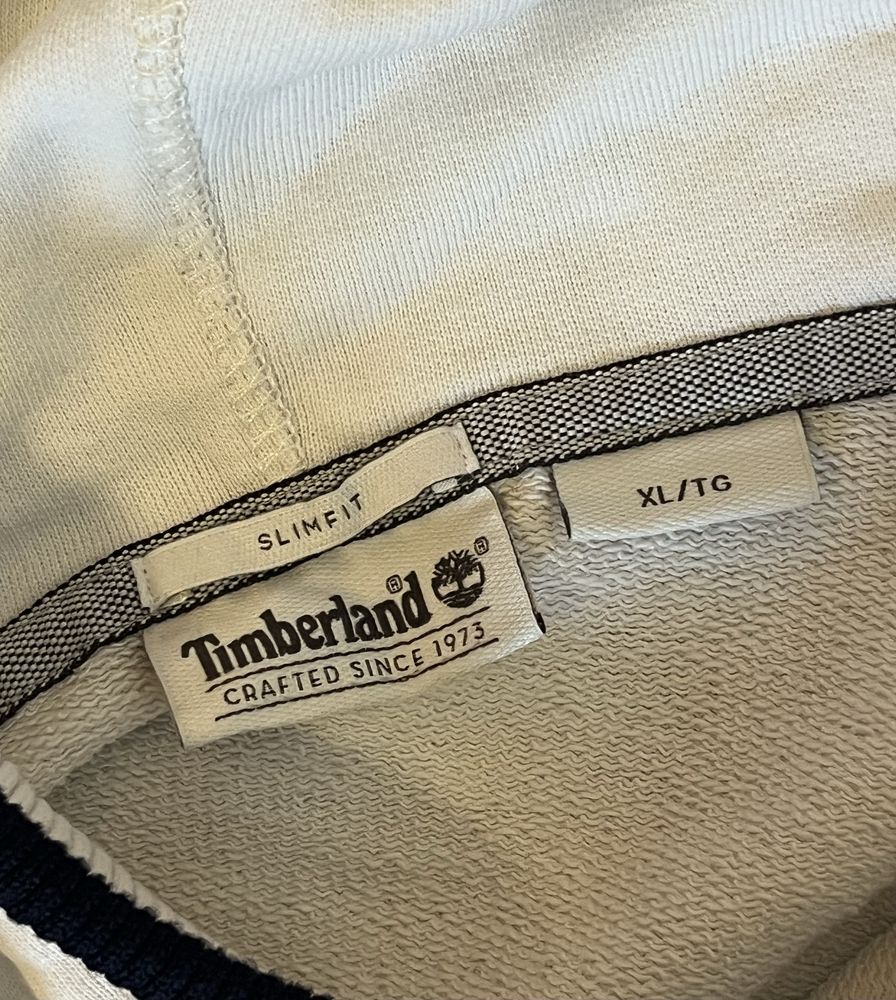 SLIMFIT
XL/TG
Timberland® ®
CRAFTED SINCE 1973